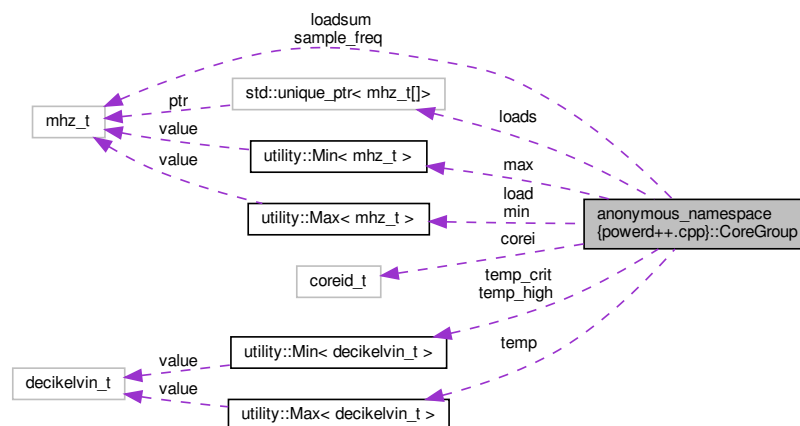 loadsum
sample_freq
std::unique_ptr< mhz_t[]>
ptr
loads
mhz_t
value
utility::Min< mhz_t >
max
value
load
min
utility::Max< mhz_t >
anonymous_namespace
{powerd++.cpp}::CoreGroup
corei
coreid_t
temp_crit
temp_high
utility::Min< decikelvin_t >
temp
value
decikelvin_t
value
utility::Max< decikelvin_t >